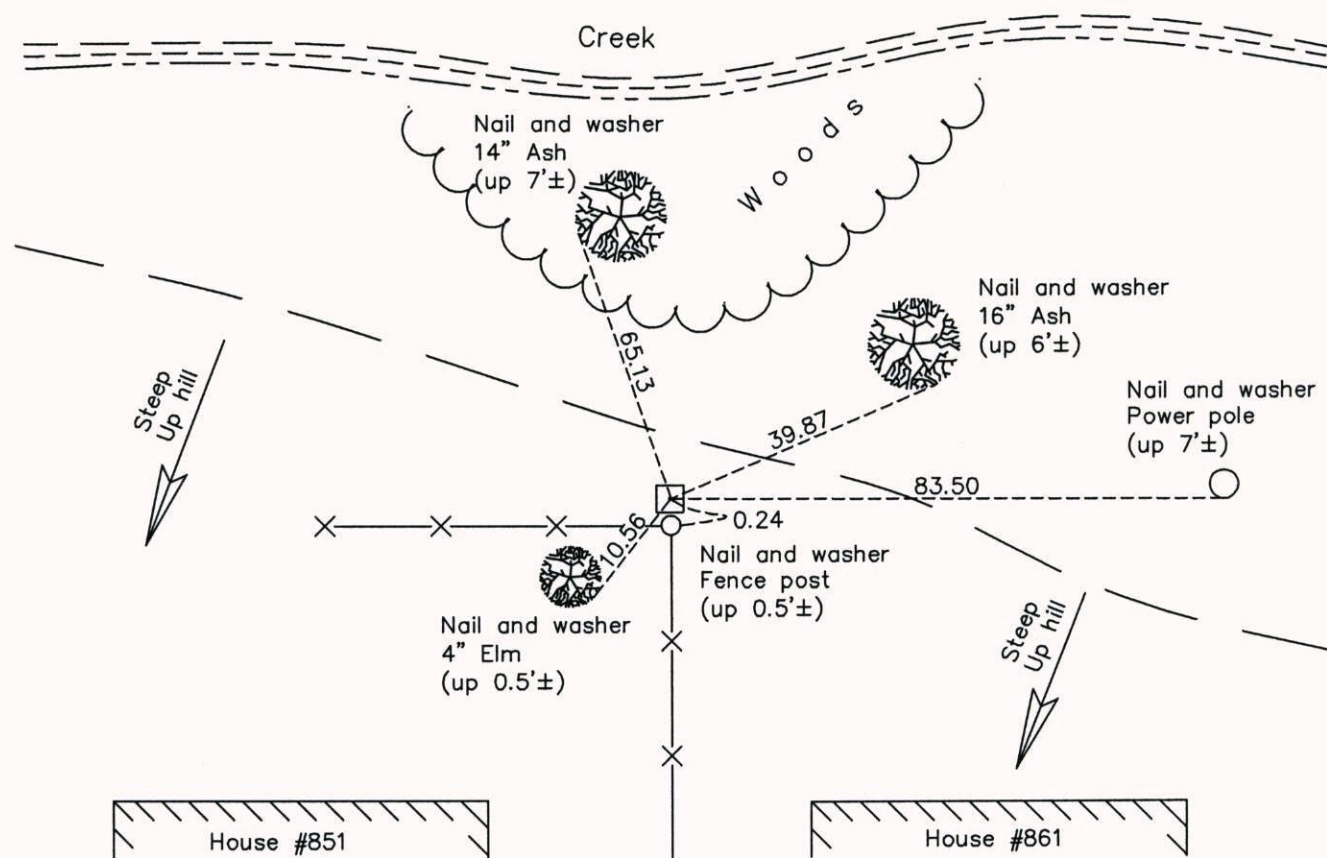 Creek
Nail and washer
14" Ash
(up 7'±)
Woods
Nail and washer
16" Ash
(up 6'±)
Nail and washer
Power pole
(up 7'±)
Steep
Up hill
65.13
39.87
83.50
0.24
10.56
Nail and washer
Fence post
(up 0.5'±)
Nail and washer
4" Elm
(up 0.5'±)
Steep
Up hill
House #851
House #861